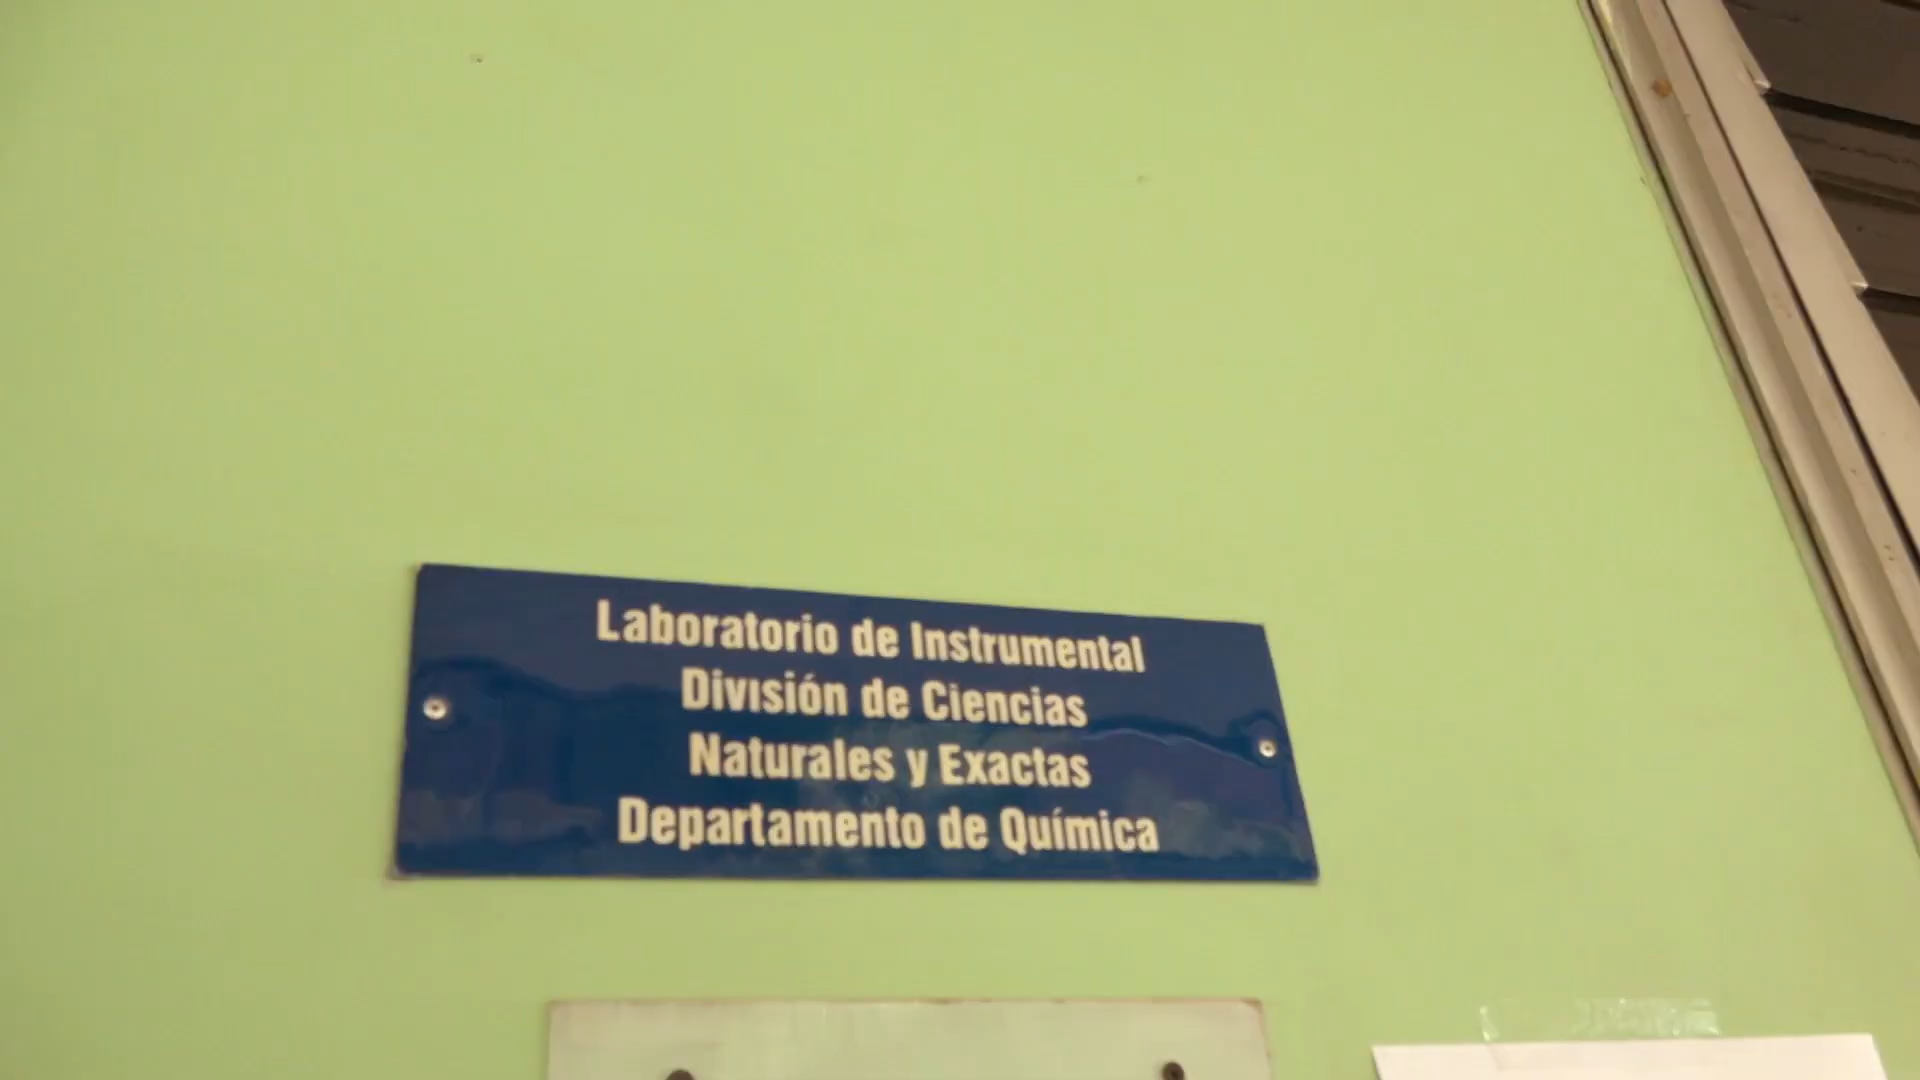 Laboratorio de Instrumental
División de Ciencias
Naturales y Exactas
Departamento de Química